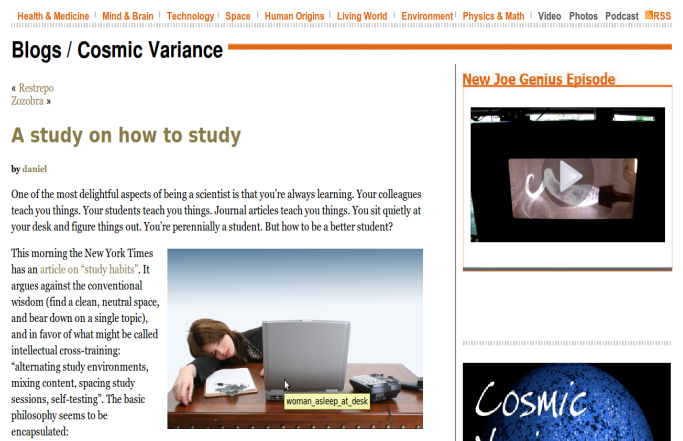 Health & Medicine | Mind & Brain | Technology | Space | Human Origins | Living World | Environment | Physics & Math | Video Photos Podcast RSS
Blogs / Cosmic Variance
« Restrepo
Zozobra »
A study on how to study
by daniel
One of the most delightful aspects of being a scientist is that you're always learning. Your colleagues
teach you things. Your students teach you things. Journal articles teach you things. You sit quietly at
your desk and figure things out. You're perennially a student. But how to be a better student?
This morning the New York Times
has an article on "study habits". It
argues against the conventional
wisdom (find a clean, neutral space,
and bear down on a single topic),
and in favor of what might be called
intellectual cross-training:
"alternating study environments,
mixing content, spacing study
sessions, self-testing". The basic
philosophy seems to be
encapsulated:
woman_asleep_at_desk
New Joe Genius Episode
Cosmic